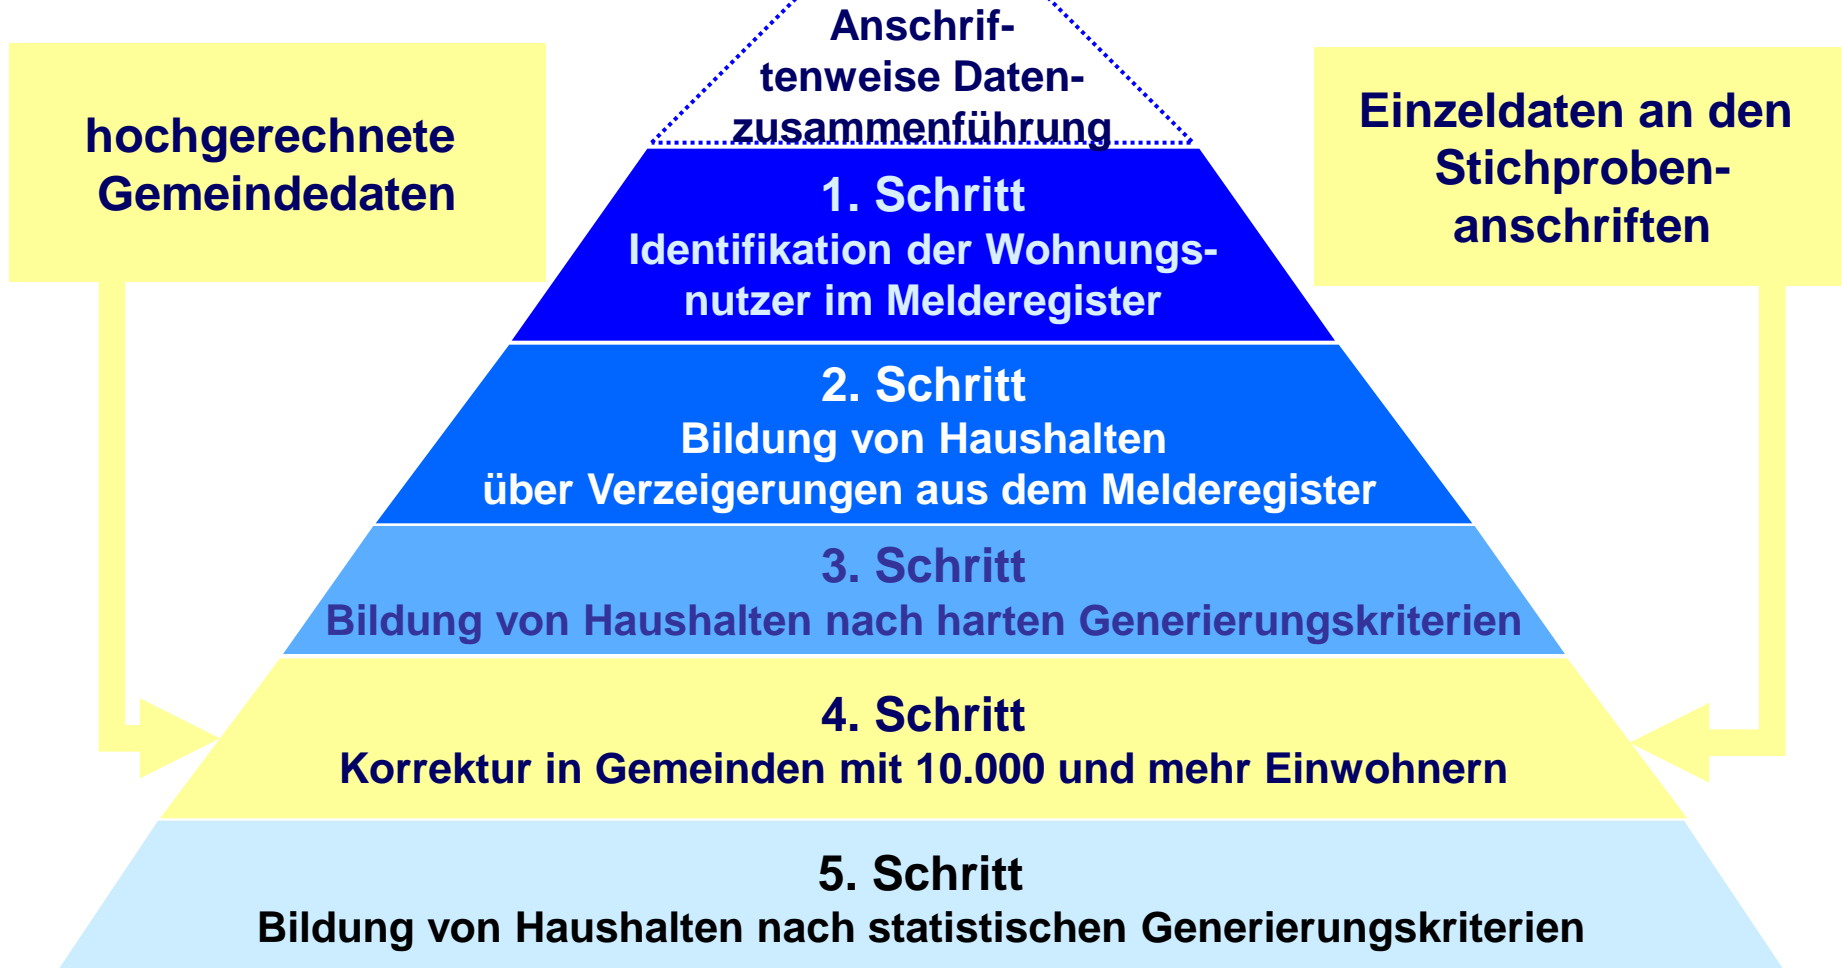 Anschrif-
tenweise Daten-
zusammenführung
hochgerechnete
Gemeindedaten
Einzeldaten an den
Stichproben-
anschriften
1. Schritt
Identifikation der Wohnungs-
nutzer im Melderegister
2. Schritt
Bildung von Haushalten
über Verzeigerungen aus dem Melderegister
3. Schritt
Bildung von Haushalten nach harten Generierungskriterien
4. Schritt
Korrektur in Gemeinden mit 10.000 und mehr Einwohnern
5. Schritt
Bildung von Haushalten nach statistischen Generierungskriterien